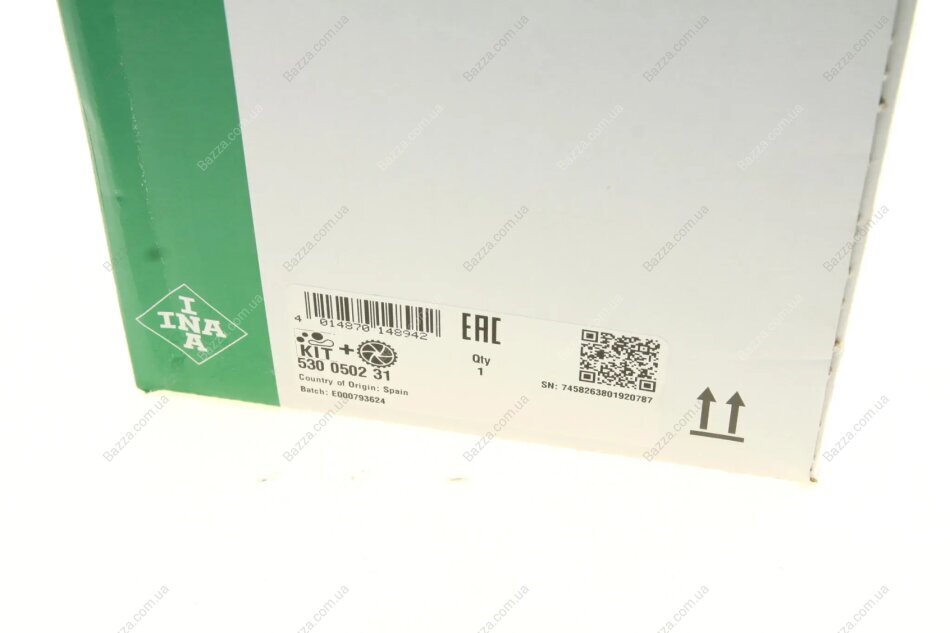 INA
INA
4 014870 148942
EAC
KIT +
530 0502 31
Qty
1
Country of Origin: Spain
Batch: E000793624
SN: 7458263801920787
Bazza.com.ua